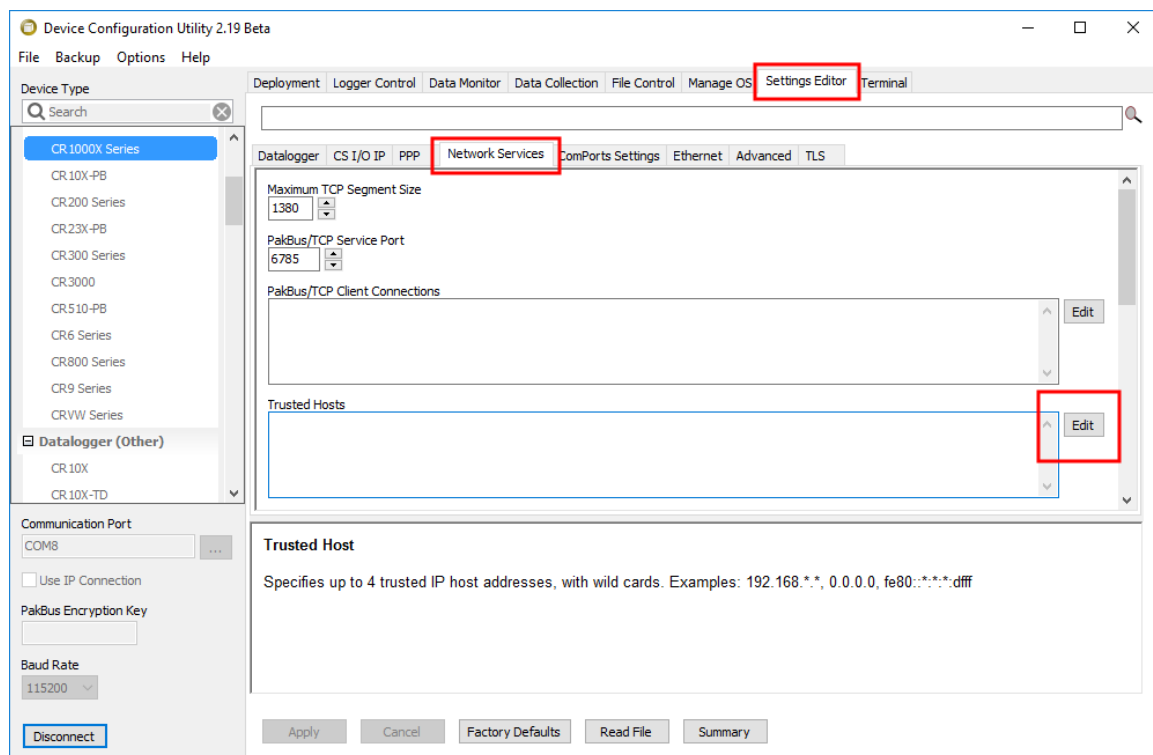 Device Configuration Utility 2.19 Beta
File Backup Options Help
Device Type
Search
CR1000X Series
CR10X-PB
CR200 Series
CR23X-PB
CR300 Series
CR3000
CR510-PB
CR6 Series
CR800 Series
CR9 Series
CRVW Series
Datalogger (Other)
CR10X
CR10X-TD
Communication Port
COM8
...
Use IP Connection
PakBus Encryption Key
Baud Rate
115200
Disconnect
Deployment Logger Control Data Monitor Data Collection File Control Manage OS Settings Editor Terminal
Datalogger CS I/O IP PPP Network Services ComPorts Settings Ethernet Advanced TLS
Maximum TCP Segment Size
1380
PakBus/TCP Service Port
6785
PakBus/TCP Client Connections
Edit
Trusted Hosts
Edit
Trusted Host
Specifies up to 4 trusted IP host addresses, with wild cards. Examples: 192.168.*.*, 0.0.0.0, fe80::*:*:*:dfff
Apply Cancel Factory Defaults Read File Summary